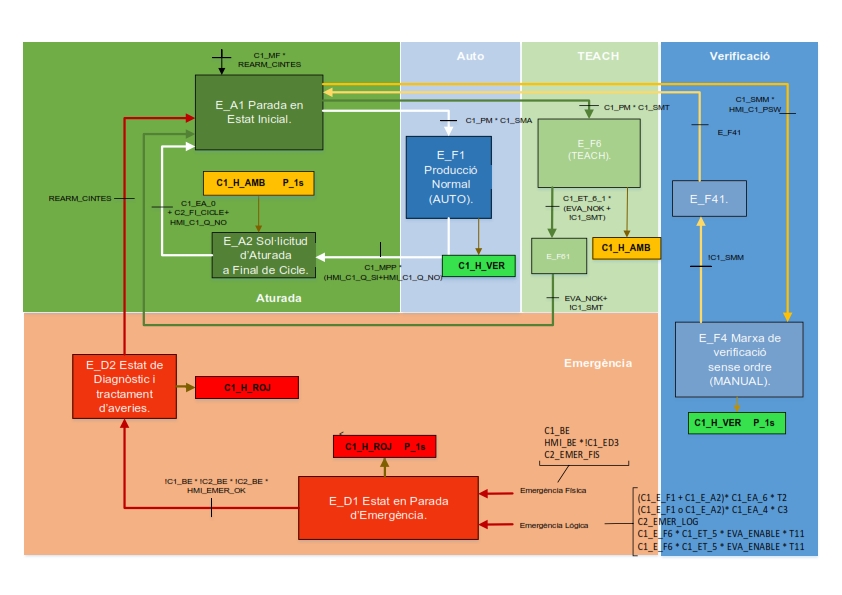 Auto
TEACH
Verificació
C1_MF *
REARM_CINTES
E_A1 Parada en
Estat Inicial.
C1_PM * C1_SMA
C1_PM * C1_SMT
C1_SMM *
HMI_C1_PSW
E_F41
E_F1
Producció
Normal
(AUTO).
E_F6
(TEACH).
C1_H_AMB P_1s
REARM_CINTES
C1_EA_0
+ C2_FI_CICLE+
HMI_C1_Q_NO
C1_ET_6_1 *
(EVA_NOK +
!C1_SMT)
E_F41.
E_A2 Sol·licitud
d'Aturada
a Final de Cicle.
E_F61
C1_H_AMB
C1_MPP *
(HMI_C1_Q_SI+HMI_C1_Q_NO)
C1_H_VER
!C1_SMM
Aturada
EVA_NOK+
!C1_SMT
E_F4 Marxa de
verificació
sense ordre
(MANUAL).
Emergència
E_D2 Estat de
Diagnòstic i
tractament
d'averies.
C1_H_ROJ
C1_H_VER P_1s
C1_H_ROJ P_1s
C1_BE
HMI_BE * !C1_ED3
C2_EMER_FIS
!C1_BE * !C2_BE * !C2_BE *
HMI_EMER_OK
E_D1 Estat en Parada
d'Emergència.
Emergència Física
Emergència Lógica
(C1_E_F1 + C1_E_A2)* C1_EA_6 * T2
(C1_E_F1 o C1_E_A2)* C1_EA_4 * C3
C2_EMER_LOG
C1_E_F6 * C1_ET_5 * EVA_ENABLE * T11
C1_E_F6 * C1_ET_5 * EVA_ENABLE * T11